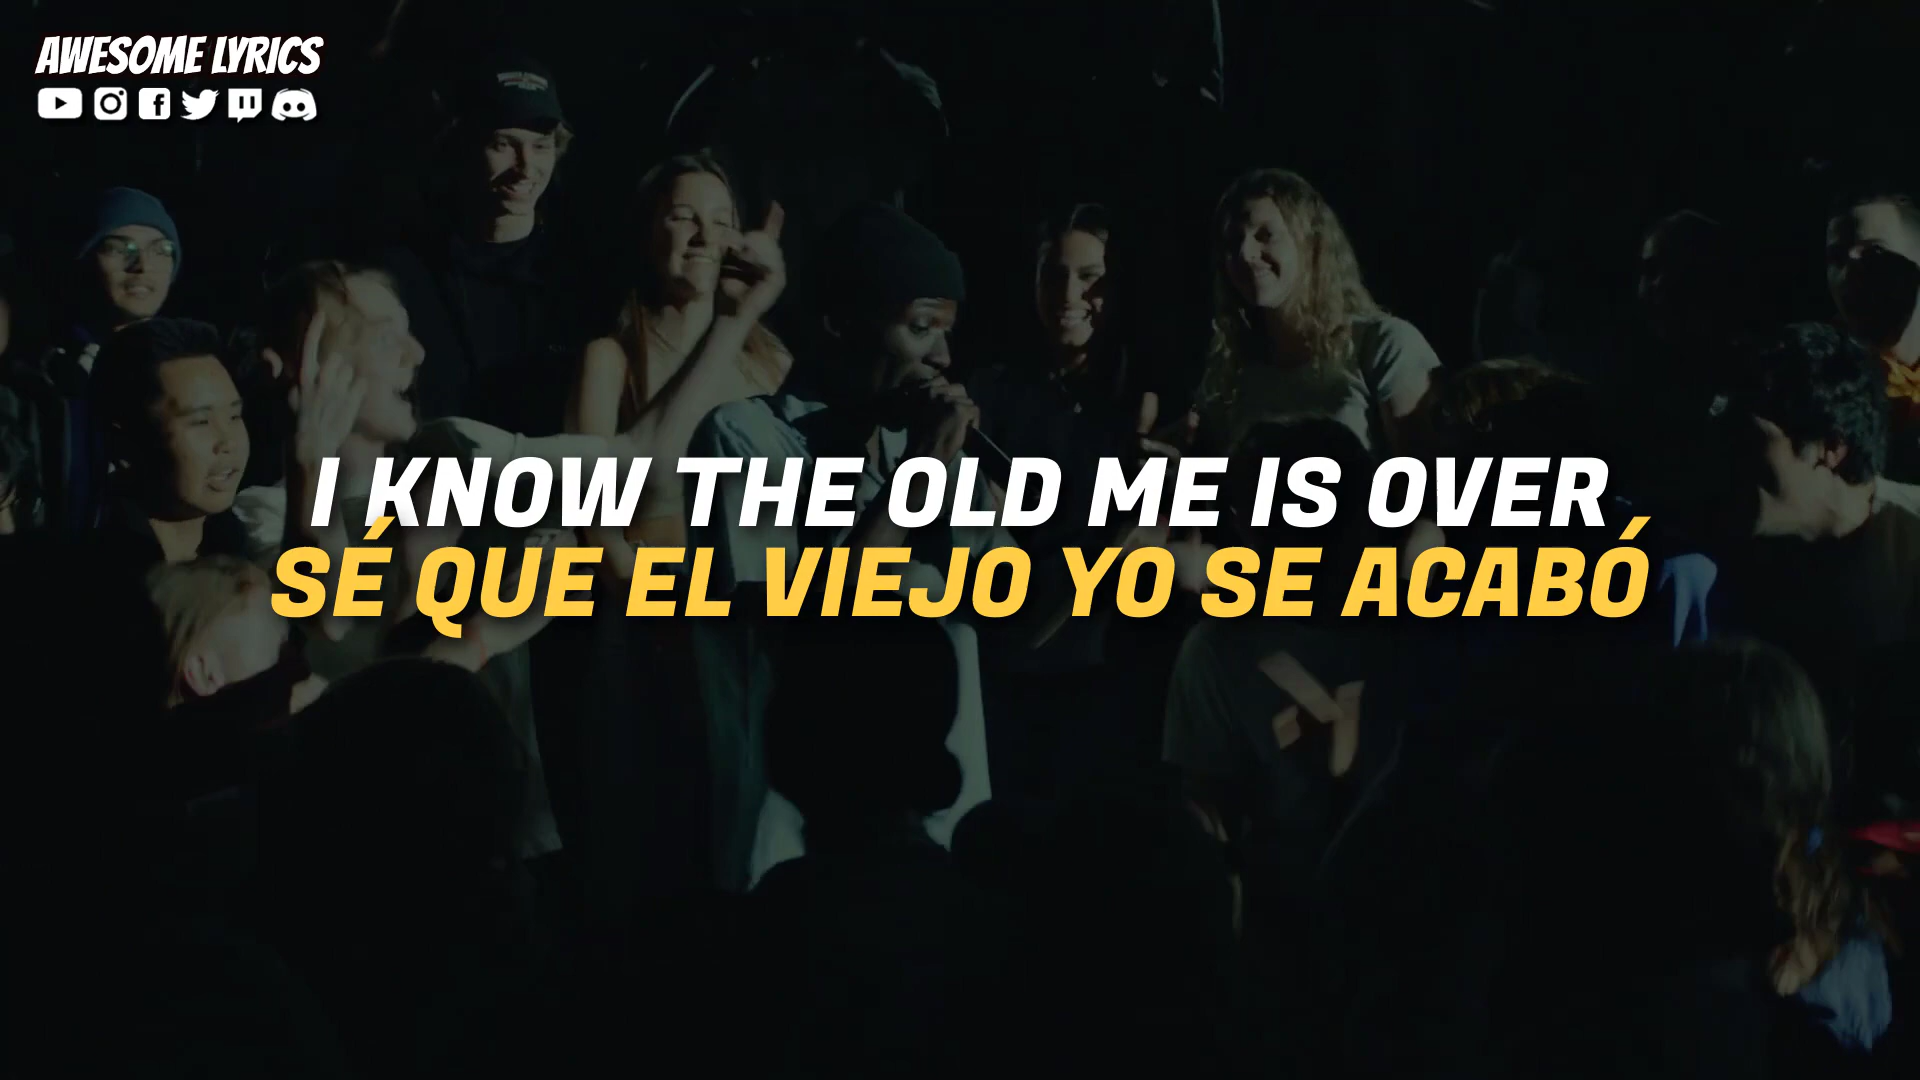 AWESOME LYRICS
I KNOW THE OLD ME IS OVER
SÉ QUE EL VIEJO YO SE ACABÓ